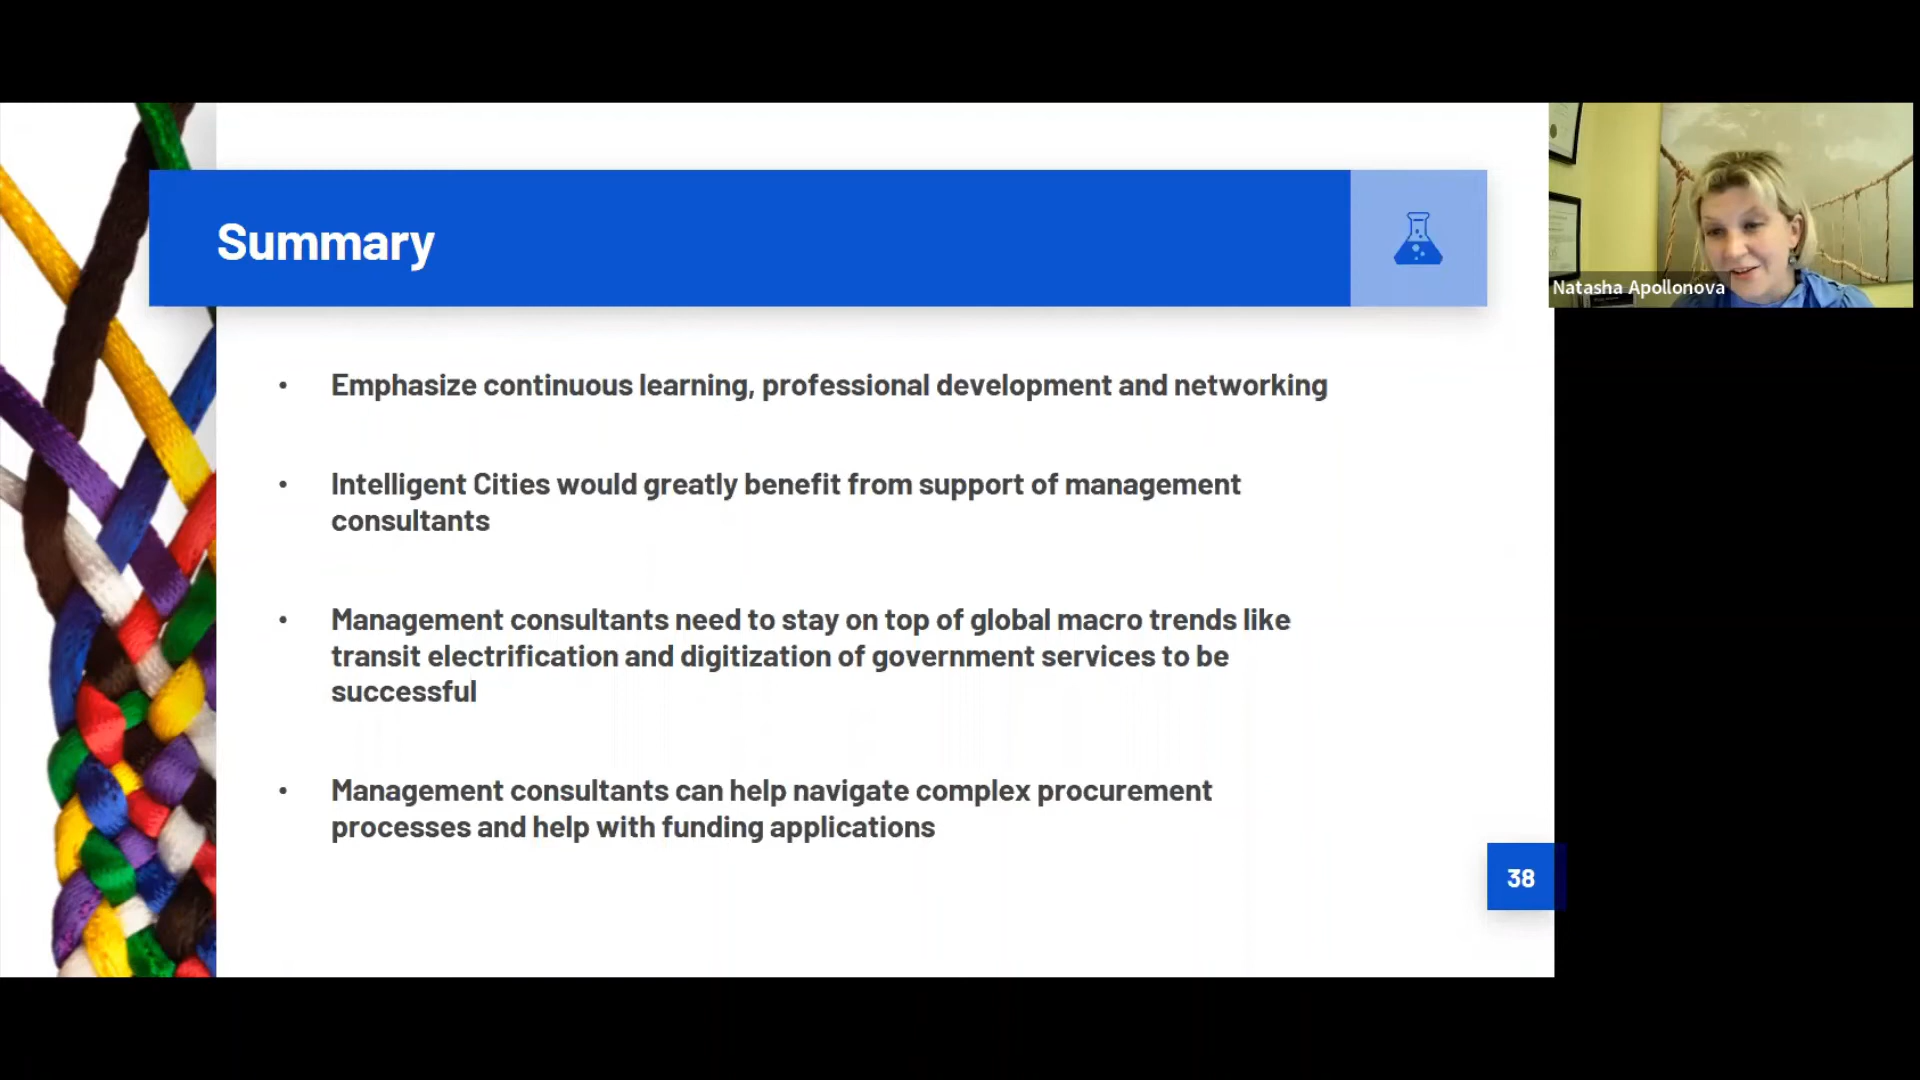 Summary
Natasha Apollonova
• Emphasize continuous learning, professional development and networking
• Intelligent Cities would greatly benefit from support of management
consultants
• Management consultants need to stay on top of global macro trends like
transit electrification and digitization of government services to be
successful
• Management consultants can help navigate complex procurement
processes and help with funding applications
38